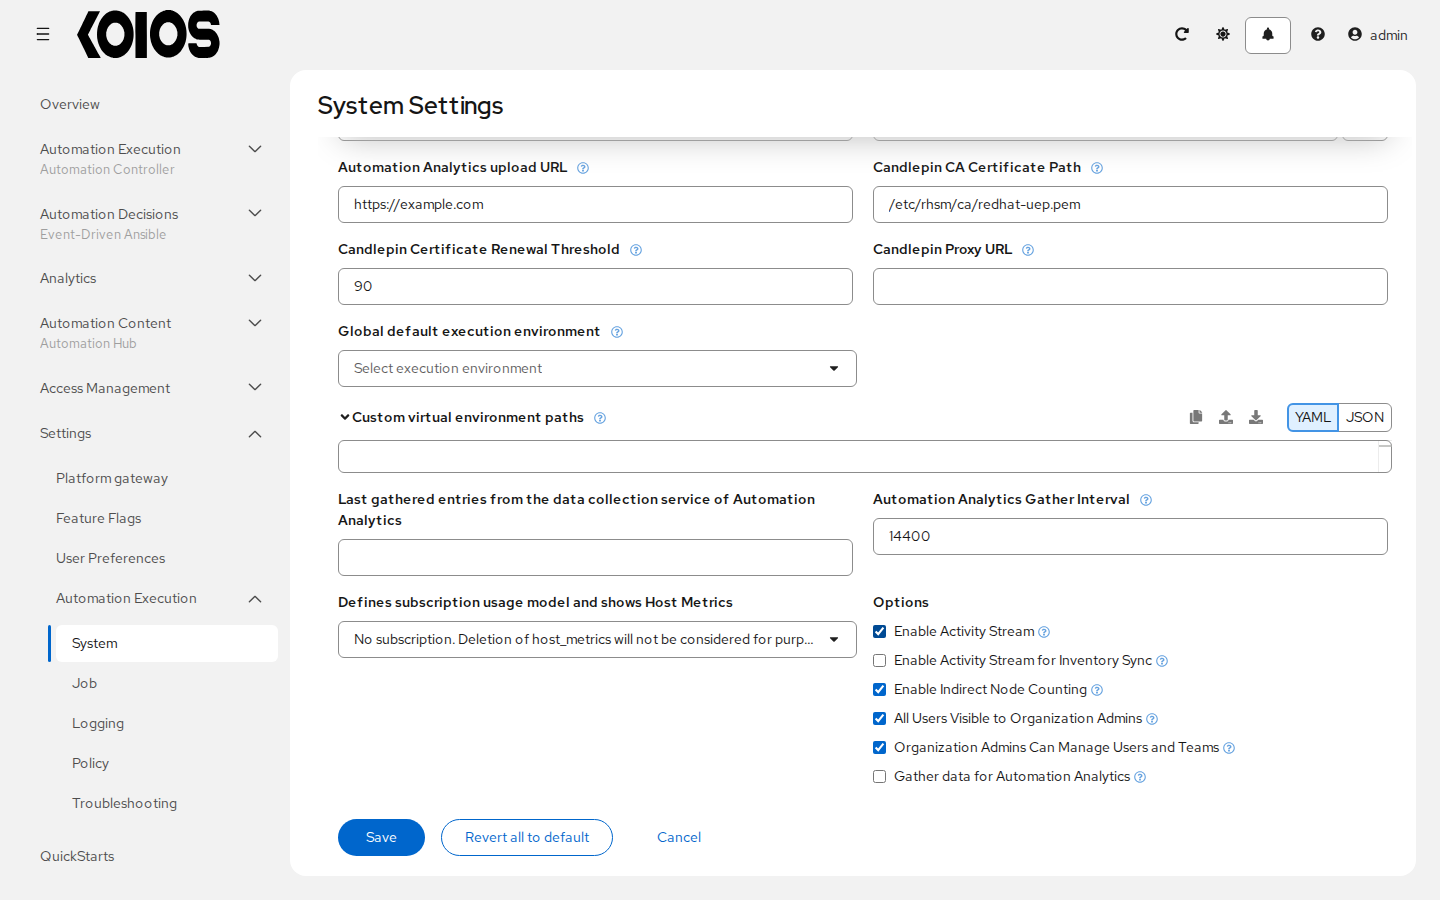 KOIOS
admin
Overview
Automation Execution
Automation Controller
Automation Decisions
Event-Driven Ansible
Analytics
Automation Content
Automation Hub
Access Management
Settings
Platform gateway
Feature Flags
User Preferences
Automation Execution
System
Job
Logging
Policy
Troubleshooting
QuickStarts
System Settings
Automation Analytics upload URL
https://example.com
Candlepin CA Certificate Path
/etc/rhsm/ca/redhat-uep.pem
Candlepin Certificate Renewal Threshold
90
Candlepin Proxy URL
Global default execution environment
Select execution environment
Custom virtual environment paths
YAML JSON
Last gathered entries from the data collection service of Automation
Analytics
Automation Analytics Gather Interval
14400
Defines subscription usage model and shows Host Metrics
No subscription. Deletion of host_metrics will not be considered for purp...
Options
Enable Activity Stream
Enable Activity Stream for Inventory Sync
Enable Indirect Node Counting
All Users Visible to Organization Admins
Organization Admins Can Manage Users and Teams
Gather data for Automation Analytics
Save
Revert all to default
Cancel